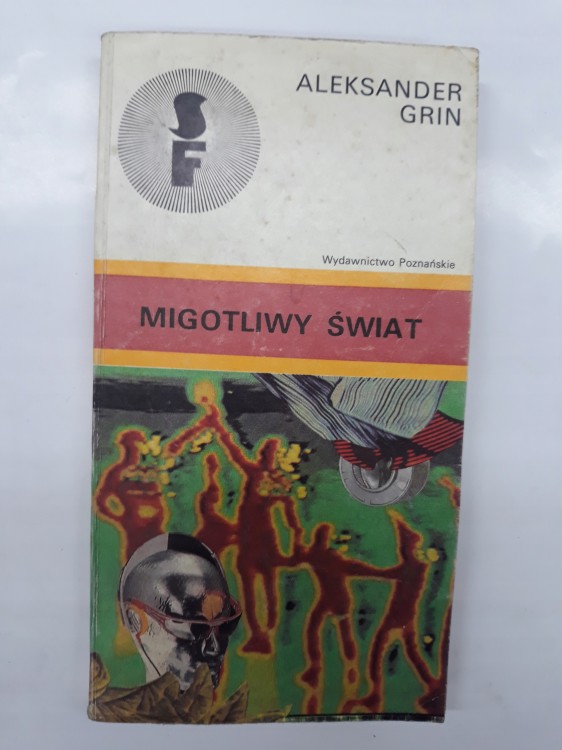 SF
ALEKSANDER
GRIN
Wydawnictwo Poznańskie
MIGOTLIWY ŚWIAT